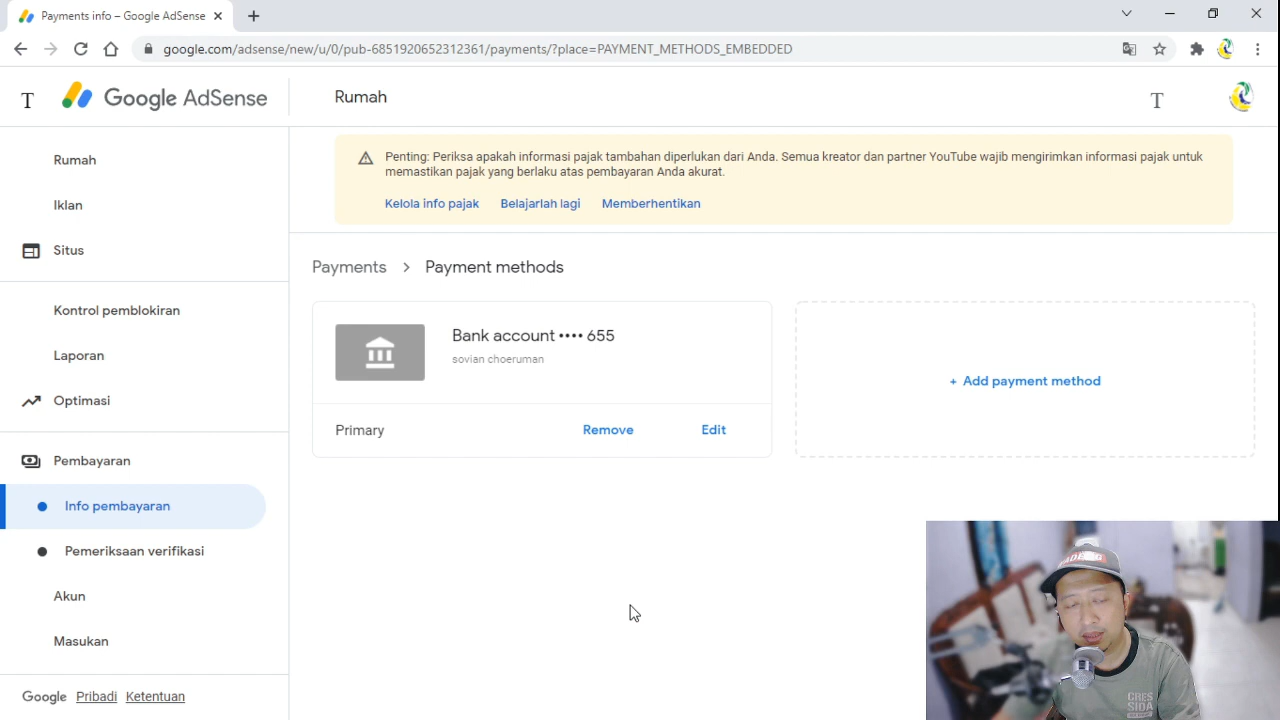 Payments info – Google AdSense
google.com/adsense/new/u/0/pub-6851920652312361/payments/?place=PAYMENT_METHODS_EMBEDDED
T
Google AdSense
Rumah
T
Rumah
Iklan
Situs
Kontrol pemblokiran
Laporan
Optimasi
Pembayaran
Info pembayaran
Pemeriksaan verifikasi
Akun
Masukan
Google Pribadi Ketentuan
Penting: Periksa apakah informasi pajak tambahan diperlukan dari Anda. Semua kreator dan partner YouTube wajib mengirimkan informasi pajak untuk
memastikan pajak yang berlaku atas pembayaran Anda akurat.
Kelola info pajak Belajarlah lagi Memberhentikan
Payments > Payment methods
Bank account •••• 655
sovian choeruman
Primary Remove Edit
+ Add payment method
CRES
SIDA